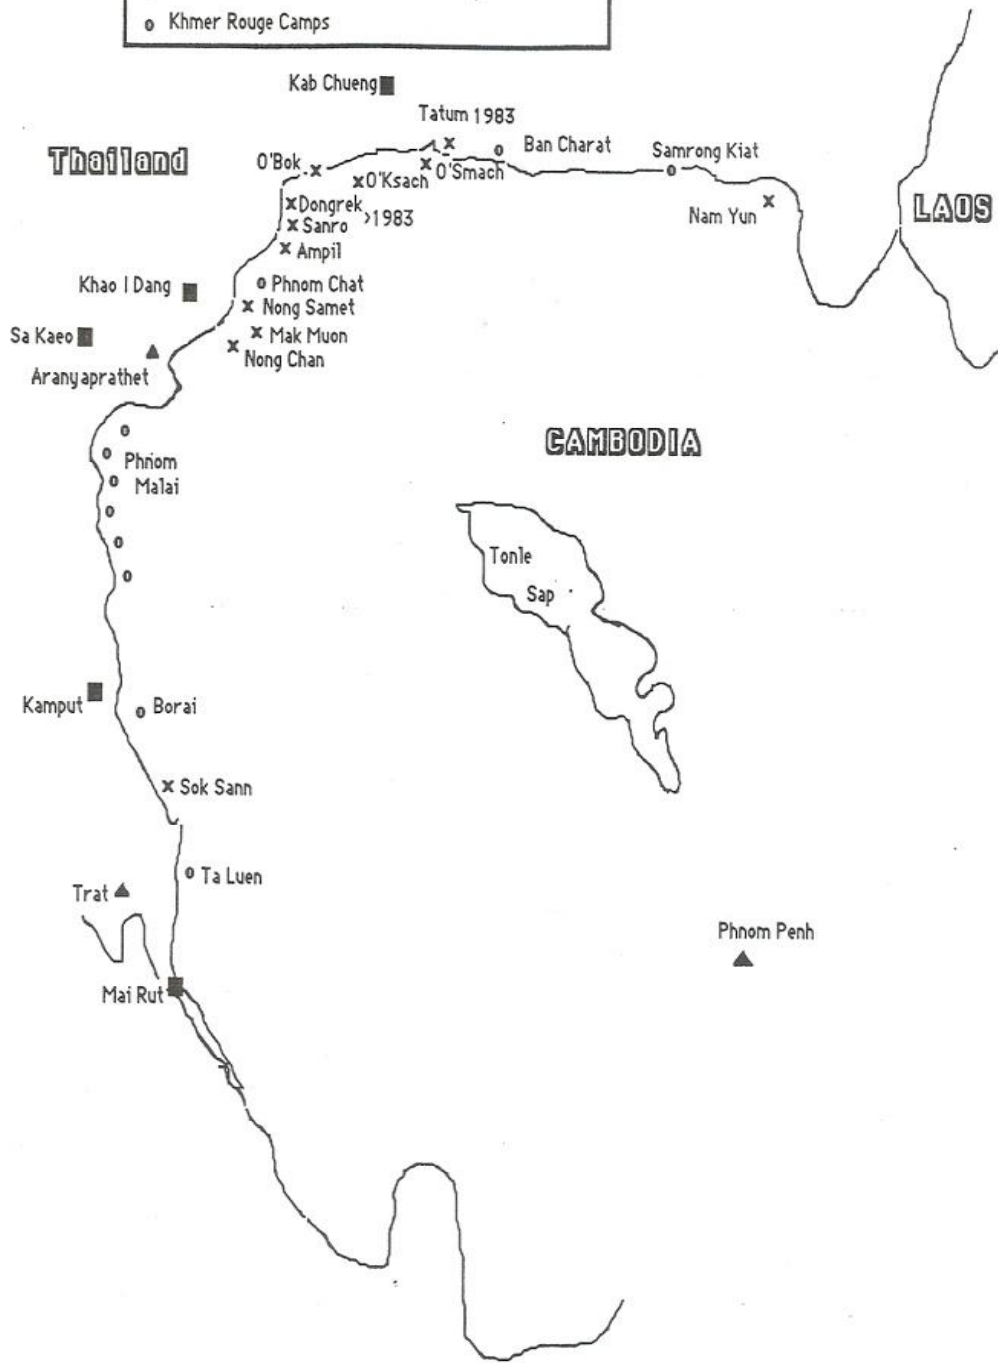 Khmer Rouge Camps
Kab Chueng
Tatum 1983
Thailand
Ban Charat
Samrong Kiat
O'Bok
O'Smach
O'Ksach
LAOS
Dongrek
>1983
Nam Yun
Sanro
Ampil
Khao I Dang
Phnom Chat
Nong Samet
Sa Kaeo
Mak Muon
Nong Chan
Aranyaprathet
CAMBODIA
Phnom
Malai
Tonle
Sap
Kamput
Borai
Sok Sann
Ta Luen
Trat
Phnom Penh
Mai Rut